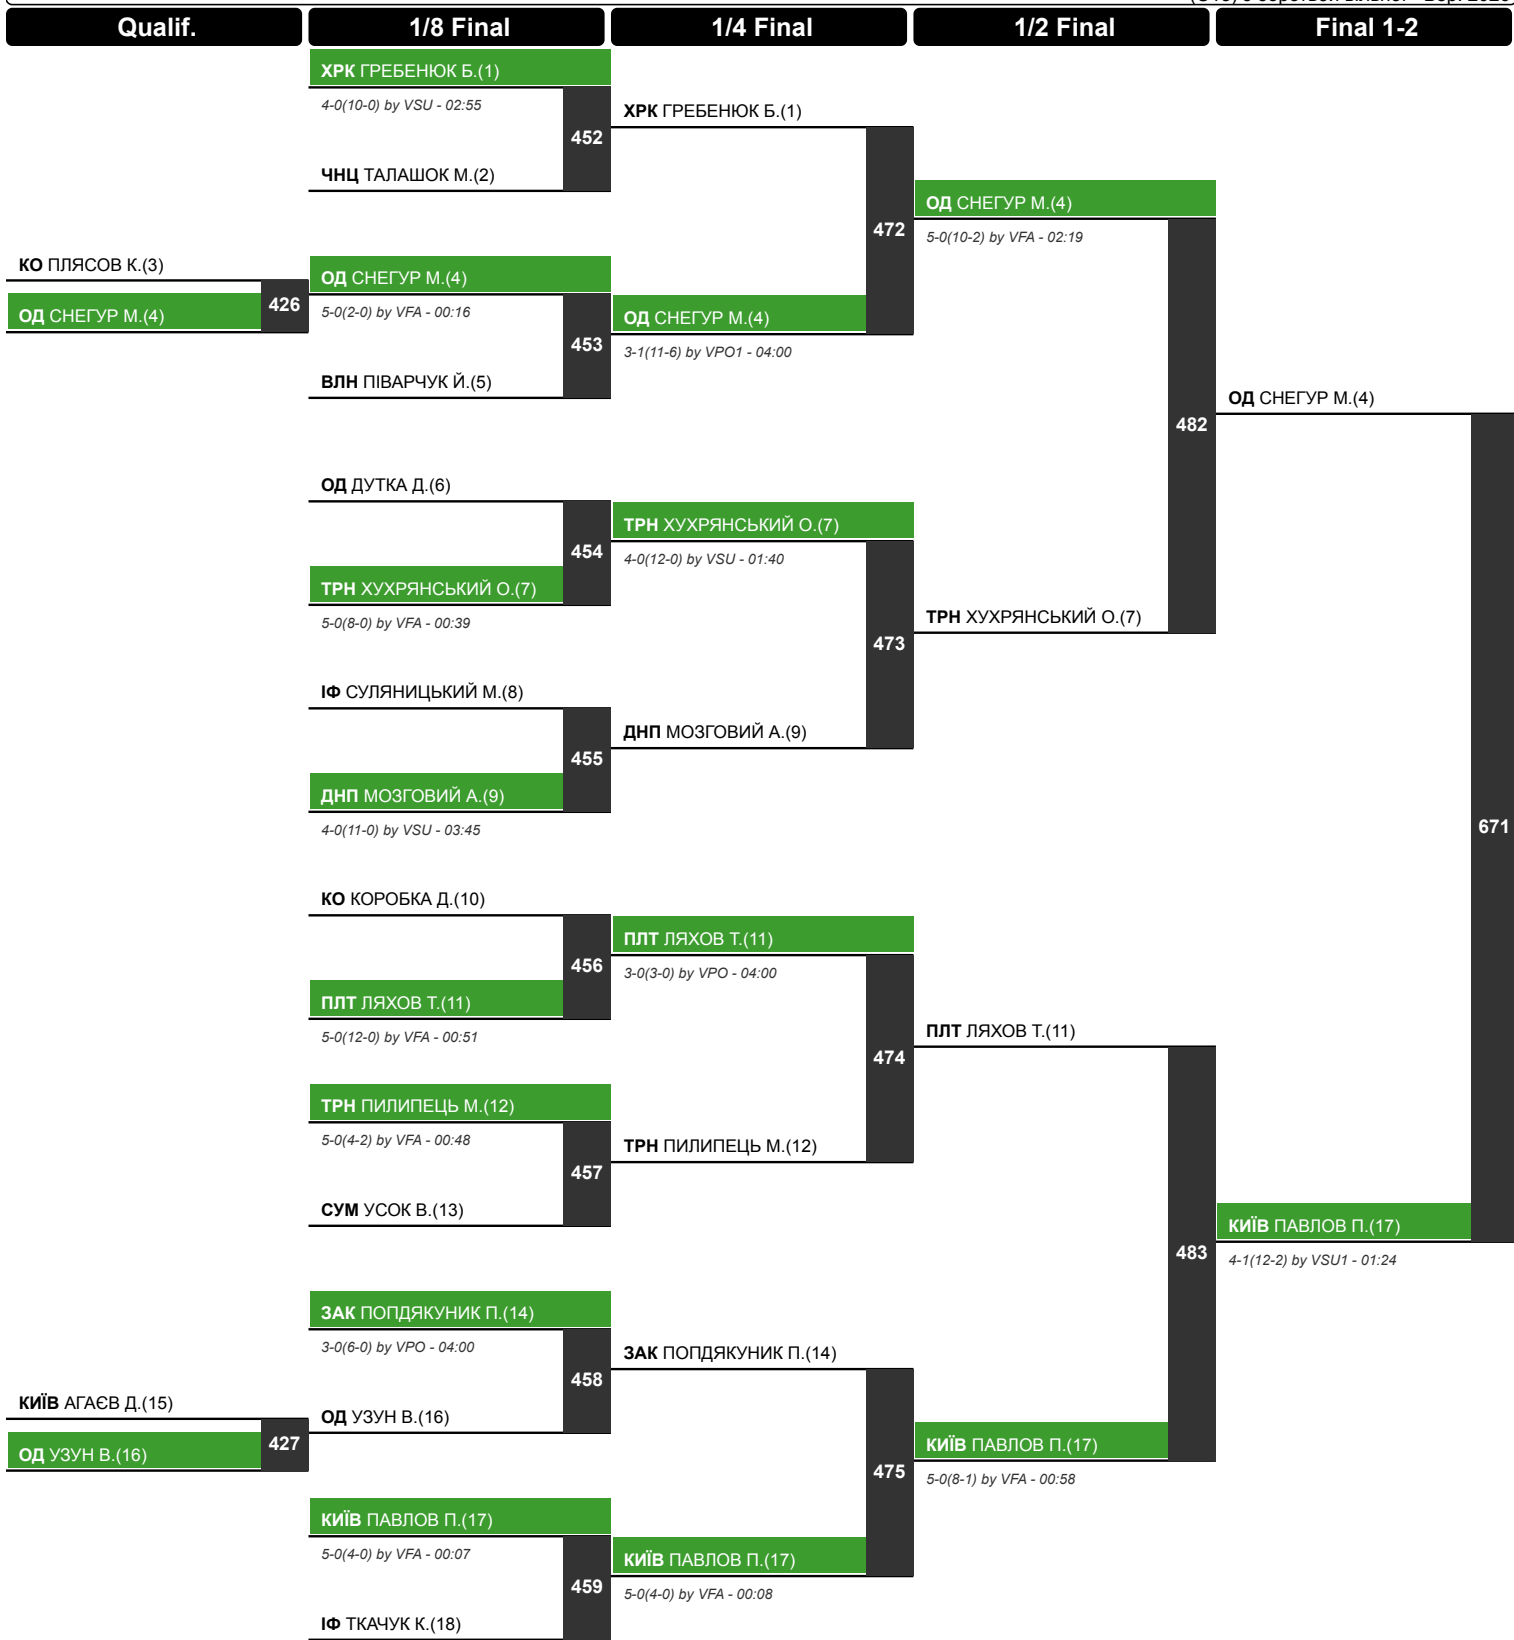 Qualif.
1/8 Final
1/4 Final
1/2 Final
Final 1-2
ХРК ГРЕБЕНЮК Б.(1)
4-0(10-0) by VSU - 02:55
452
ЧНЦ ТАЛАШОК М.(2)
ХРК ГРЕБЕНЮК Б.(1)
472
ОД СНЕГУР М.(4)
5-0(10-2) by VFA - 02:19
КО ПЛЯСОВ К.(3)
426
ОД СНЕГУР М.(4)
ОД СНЕГУР М.(4)
5-0(2-0) by VFA - 00:16
453
ВЛН ПІВАРЧУК Й.(5)
ОД СНЕГУР М.(4)
3-1(11-6) by VPO1 - 04:00
ОД СНЕГУР М.(4)
482
ОД ДУТКА Д.(6)
454
ТРН ХУХРЯНСЬКИЙ О.(7)
5-0(8-0) by VFA - 00:39
ТРН ХУХРЯНСЬКИЙ О.(7)
4-0(12-0) by VSU - 01:40
473
ТРН ХУХРЯНСЬКИЙ О.(7)
ІФ СУЛЯНИЦЬКИЙ М.(8)
455
ДНП МОЗГОВИЙ А.(9)
4-0(11-0) by VSU - 03:45
ДНП МОЗГОВИЙ А.(9)
671
КО КОРОБКА Д.(10)
456
ПЛТ ЛЯХОВ Т.(11)
5-0(12-0) by VFA - 00:51
ПЛТ ЛЯХОВ Т.(11)
3-0(3-0) by VPO - 04:00
474
ПЛТ ЛЯХОВ Т.(11)
ТРН ПИЛИПЕЦЬ М.(12)
5-0(4-2) by VFA - 00:48
457
СУМ УСОК В.(13)
ТРН ПИЛИПЕЦЬ М.(12)
483
КИЇВ ПАВЛОВ П.(17)
4-1(12-2) by VSU1 - 01:24
ЗАК ПОПДЯКУНИК П.(14)
3-0(6-0) by VPO - 04:00
458
ОД УЗУН В.(16)
ЗАК ПОПДЯКУНИК П.(14)
КИЇВ АГАЄВ Д.(15)
427
ОД УЗУН В.(16)
475
КИЇВ ПАВЛОВ П.(17)
5-0(8-1) by VFA - 00:58
КИЇВ ПАВЛОВ П.(17)
5-0(4-0) by VFA - 00:07
459
ІФ ТКАЧУК К.(18)
КИЇВ ПАВЛОВ П.(17)
5-0(4-0) by VFA - 00:08